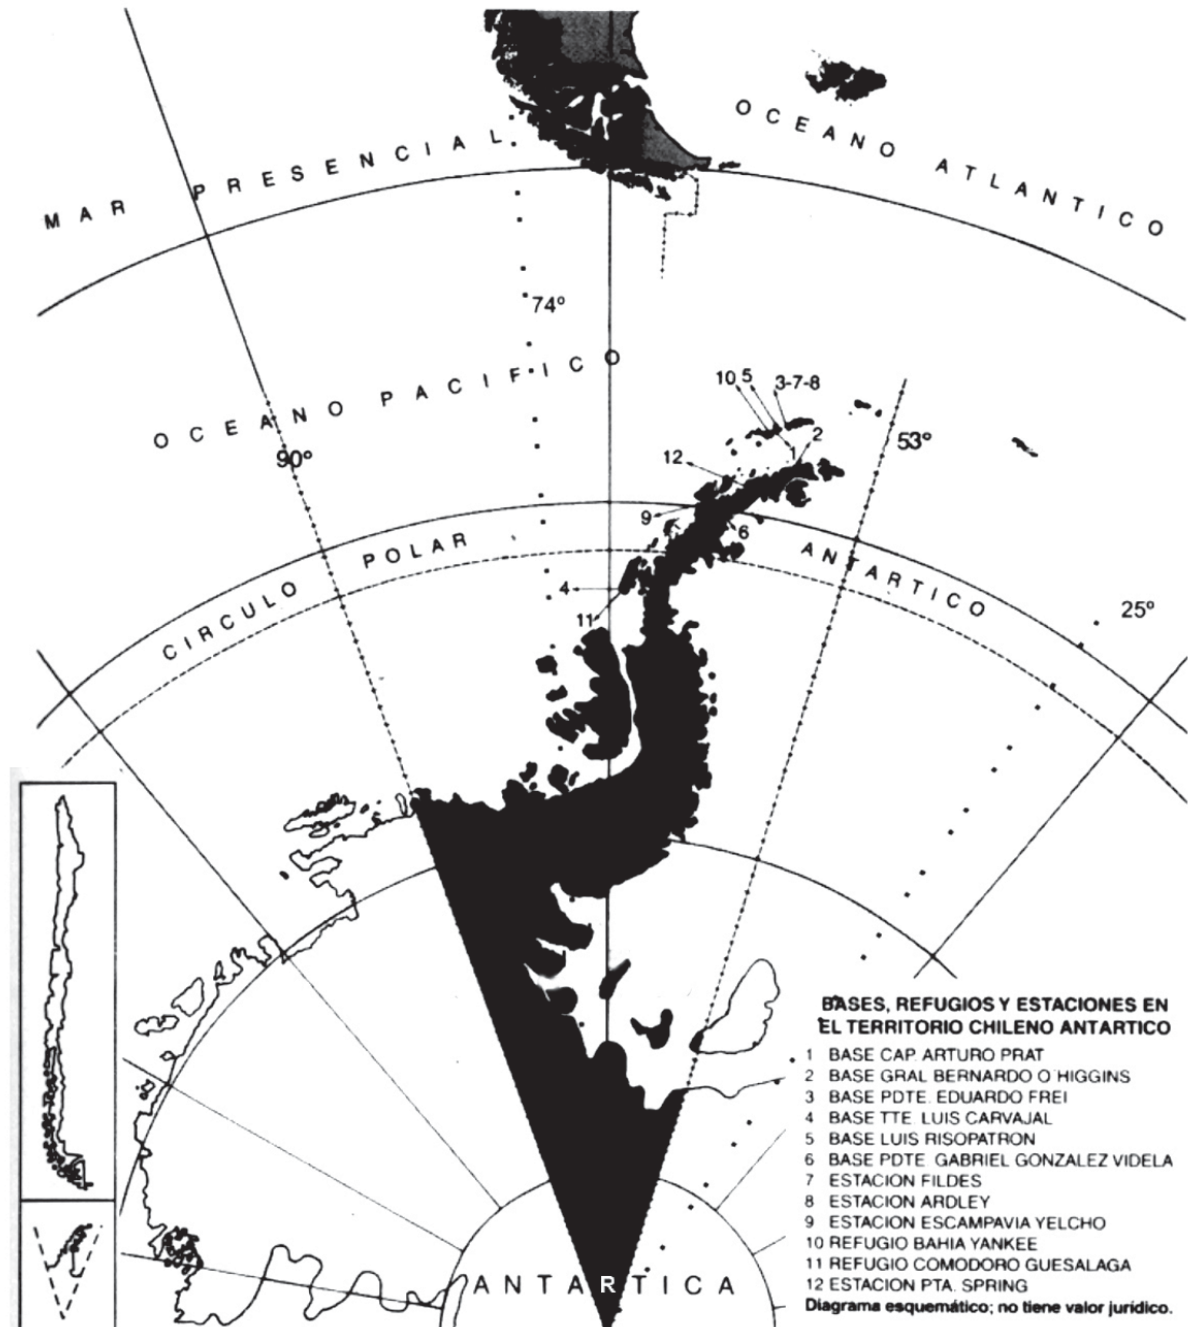 OCEANO ATLANTICO
MAR PRESENCIAL
74°
OCEANO PACIFICO
10 5 3-7-8
2
1
53°
90°
12
9
6
CIRCULO POLAR ANTARTICO
4
11
25°
BASES, REFUGIOS Y ESTACIONES EN
EL TERRITORIO CHILENO ANTARTICO
1 BASE CAP. ARTURO PRAT
2 BASE GRAL BERNARDO O'HIGGINS
3 BASE PDTE. EDUARDO FREI
4 BASE TTE. LUIS CARVAJAL
5 BASE LUIS RISOPATRON
6 BASE PDTE GABRIEL GONZALEZ VIDELA
7 ESTACION FILDES
8 ESTACION ARDLEY
9 ESTACION ESCAMPAVIA YELCHO
10 REFUGIO BAHIA YANKEE
11 REFUGIO COMODORO GUESALAGA
12 ESTACION PTA. SPRING
Diagrama esquemático; no tiene valor jurídico.
ANTARTICA